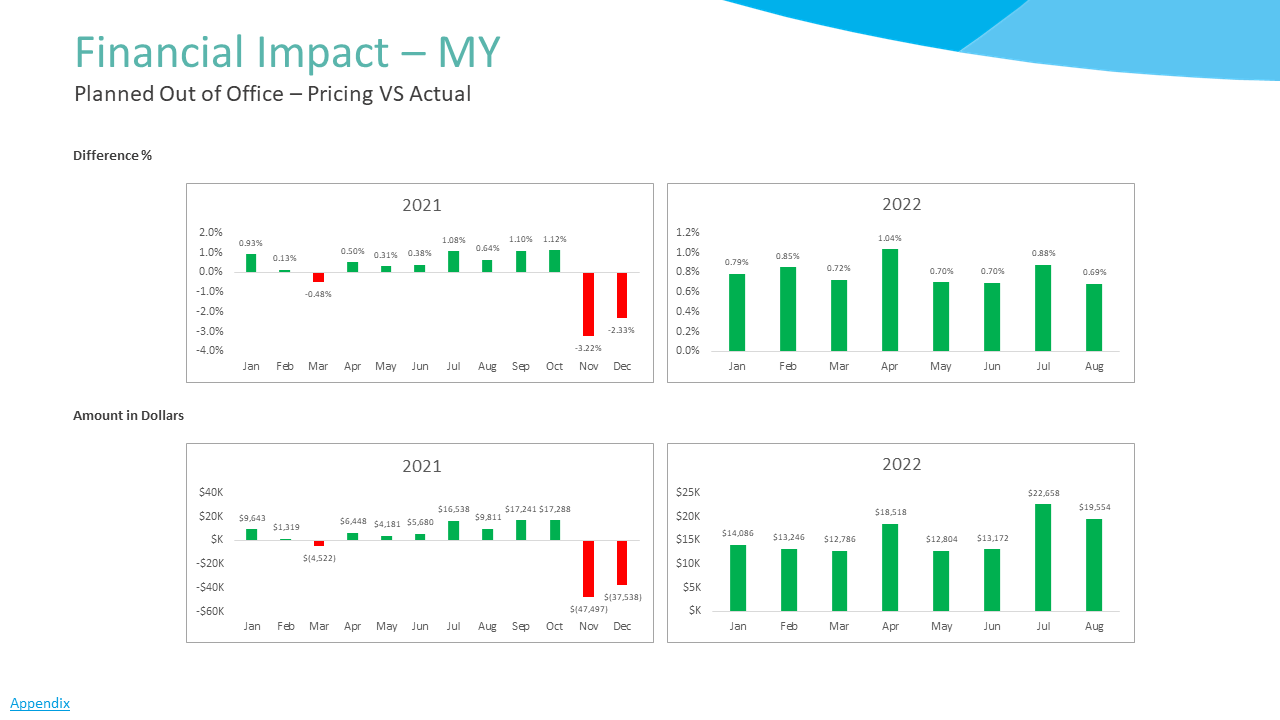 Financial Impact – MY
Planned Out of Office – Pricing VS Actual
Difference %
2021
2.0%
1.0%
0.0%
-1.0%
-2.0%
-3.0%
-4.0%
0.93%
0.13%
-0.48%
0.50%
0.31%
0.38%
1.08%
0.64%
1.10%
1.12%
-3.22%
-2.33%
Jan Feb Mar Apr May Jun Jul Aug Sep Oct Nov Dec
2022
1.2%
1.0%
0.8%
0.6%
0.4%
0.2%
0.0%
0.79%
0.85%
0.72%
1.04%
0.70%
0.70%
0.88%
0.69%
Jan Feb Mar Apr May Jun Jul Aug
Amount in Dollars
2021
$40K
$20K
$K
-$20K
-$40K
-$60K
$9,643
$1,319
$(4,522)
$6,448
$4,181
$5,680
$16,538
$9,811
$17,241
$17,288
$(47,497)
$(37,538)
Jan Feb Mar Apr May Jun Jul Aug Sep Oct Nov Dec
2022
$25K
$20K
$15K
$10K
$5K
$K
$14,086
$13,246
$12,786
$18,518
$12,804
$13,172
$22,658
$19,554
Jan Feb Mar Apr May Jun Jul Aug
Appendix